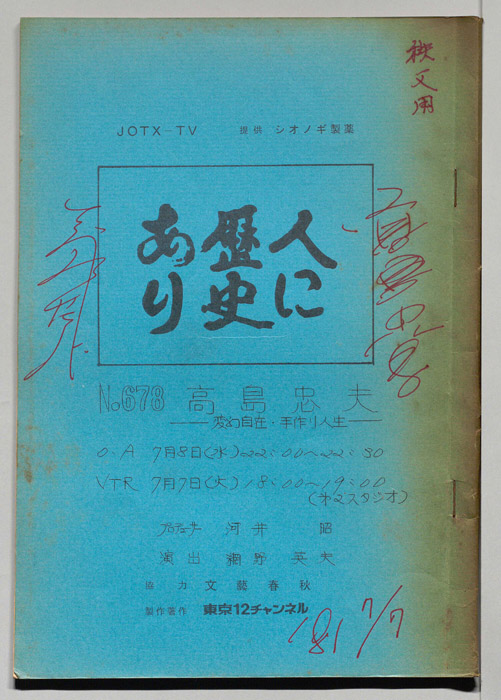 JOTX-TV 提供 シオノギ製薬
人に
歴史
あり
No.678 高島忠夫
——変幻自在・手作り人生——
O.A 7月8日(水)22:00〜22:30
VTR 7月7日(火)18:00〜19:00
プロデューサー 河井 昭
演出 網野 英夫
協力 文藝春秋
製作著作 東京12チャンネル
'81 7/7